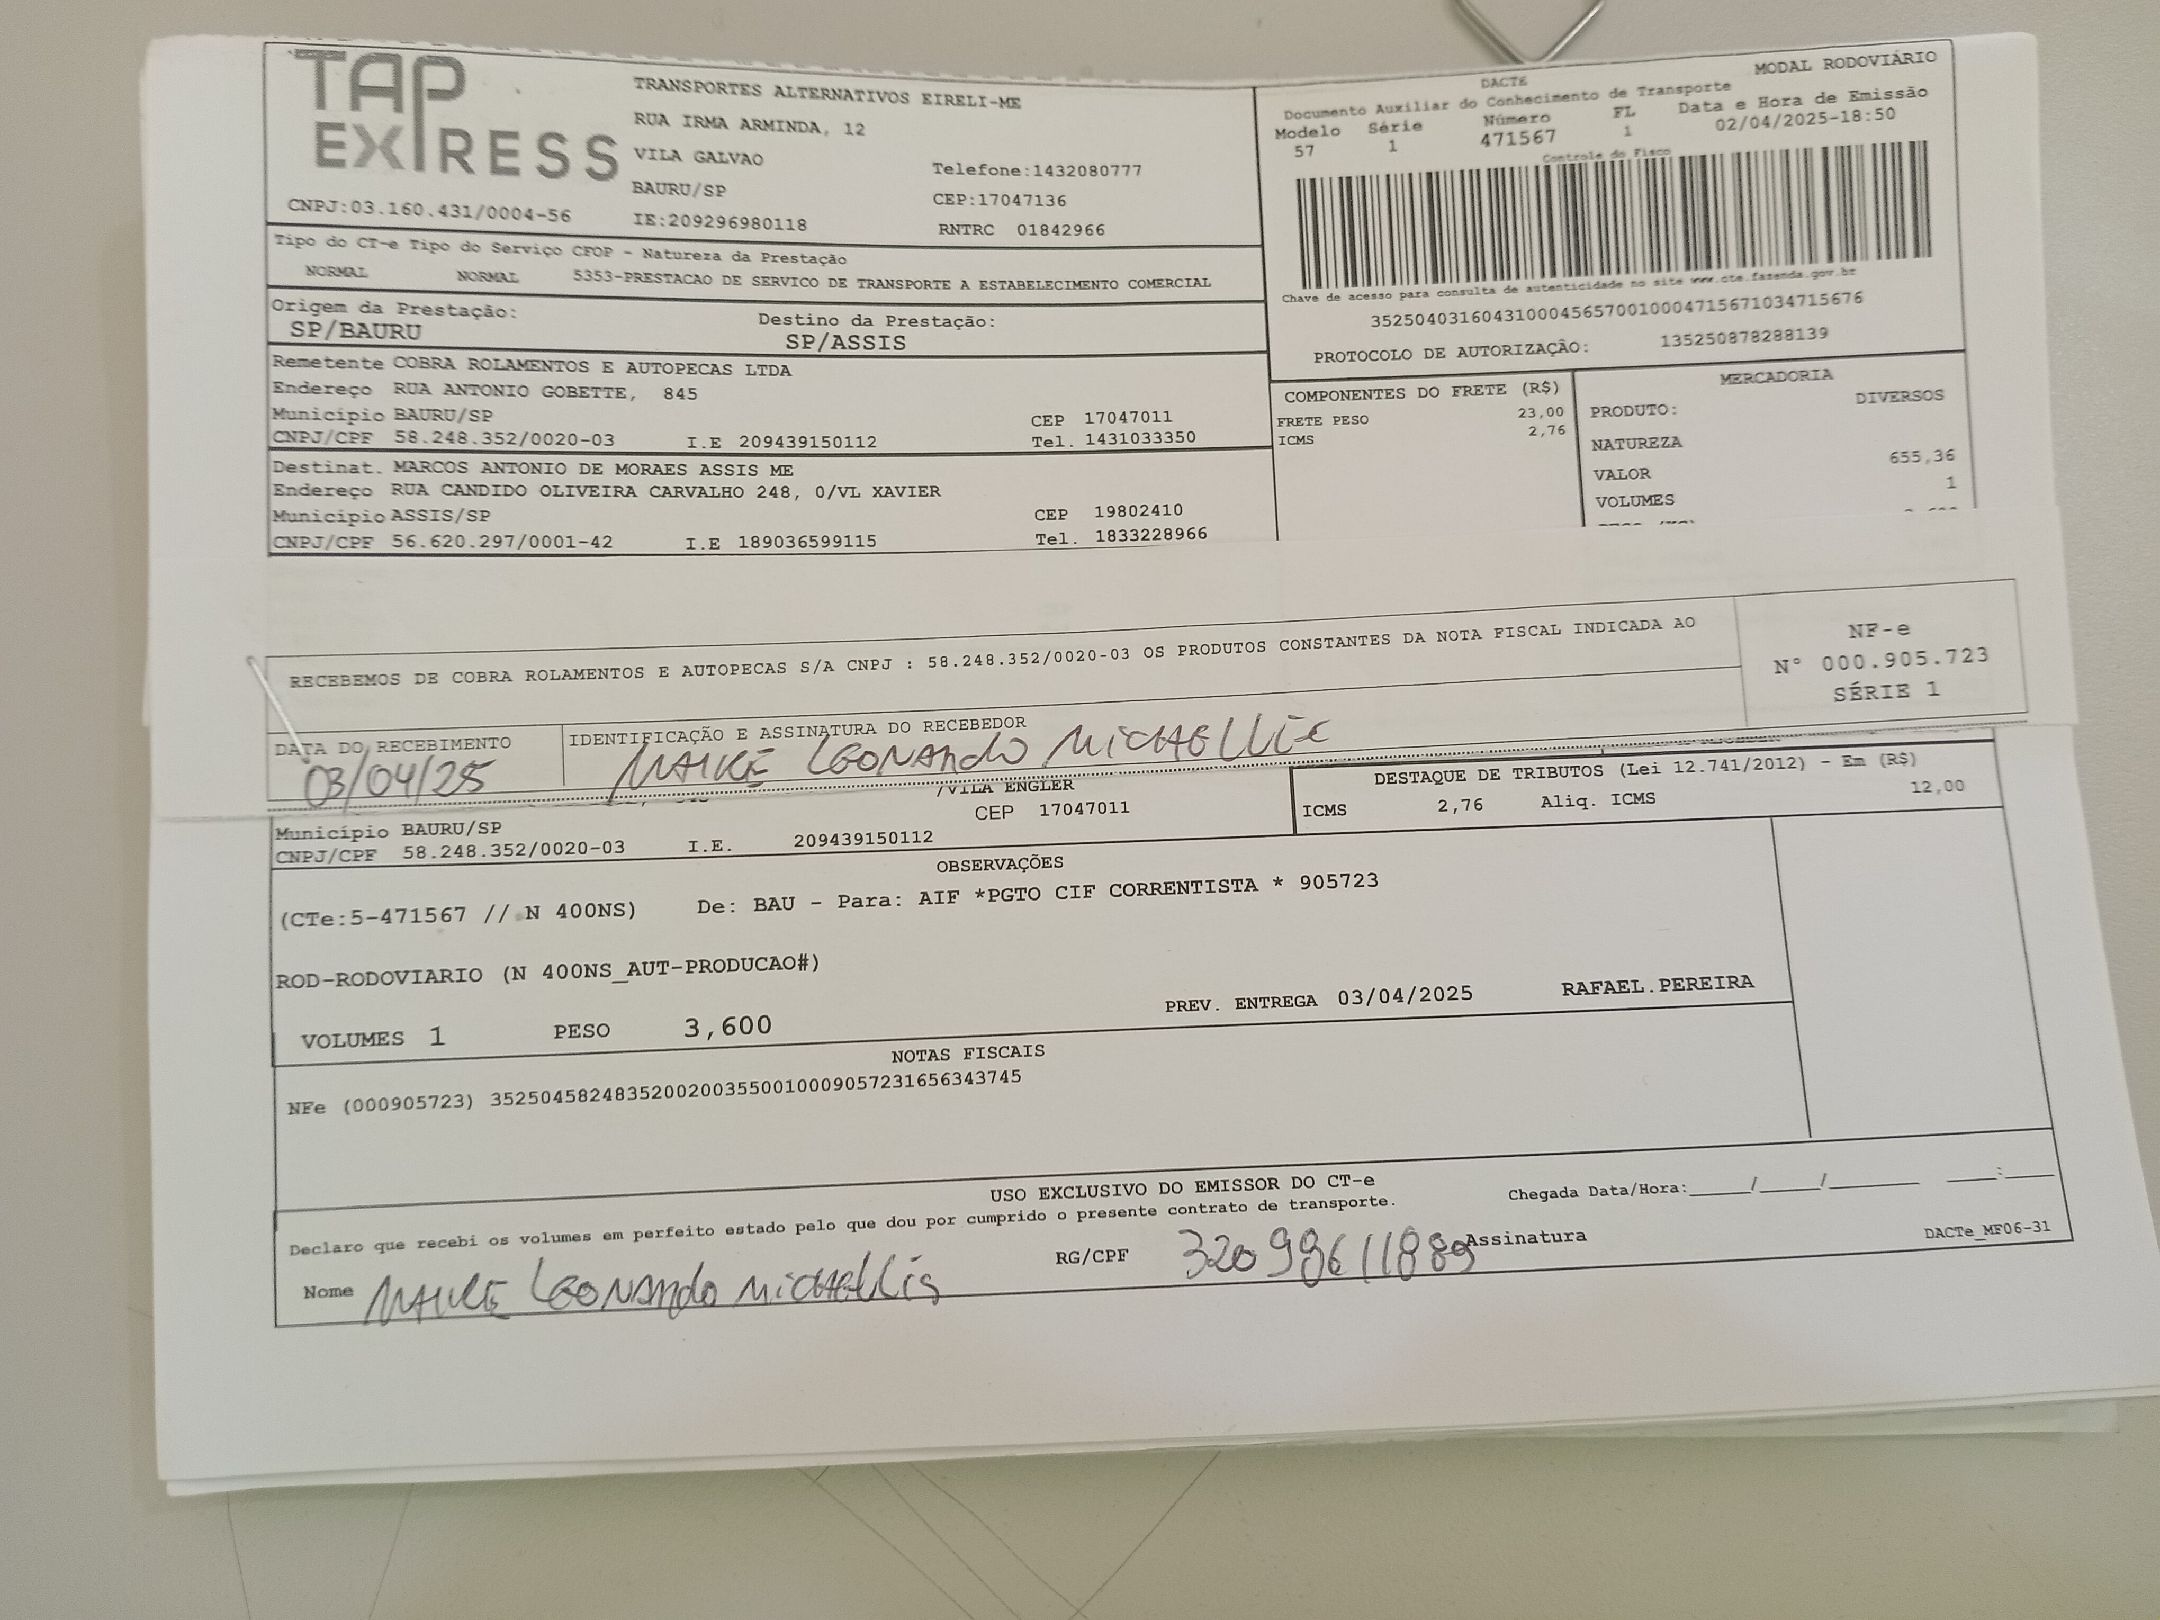 TAP
EXPRESS
TRANSPORTES ALTERNATIVOS EIRELI-ME
RUA IRMA ARMINDA, 12
VILA GALVAO
Telefone:1432080777
BAURU/SP
CEP:17047136
CNPJ:03.160.431/0004-56
IE:209296980118
RNTRC 01842966
DACTE
MODAL RODOVIÁRIO
Documento Auxiliar do Conhecimento de Transporte
Modelo Série Número FL Data e Hora de Emissão
57 1 471567 1 02/04/2025-18:50
Controle do Fisco
Chave de acesso para consulta de autenticidade no site www.cte.fazenda.gov.br
35250403160431000456570010004715671034715676
PROTOCOLO DE AUTORIZAÇÃO: 135250878288139
Tipo do CT-e Tipo do Serviço CFOP - Natureza da Prestação
NORMAL NORMAL 5353-PRESTACAO DE SERVICO DE TRANSPORTE A ESTABELECIMENTO COMERCIAL
Origem da Prestação: Destino da Prestação:
SP/BAURU SP/ASSIS
Remetente COBRA ROLAMENTOS E AUTOPECAS LTDA
Endereço RUA ANTONIO GOBETTE, 845
Município BAURU/SP CEP 17047011
CNPJ/CPF 58.248.352/0020-03 I.E 209439150112 Tel. 1431033350
Destinat. MARCOS ANTONIO DE MORAES ASSIS ME
Endereço RUA CANDIDO OLIVEIRA CARVALHO 248, 0/VL XAVIER
Município ASSIS/SP CEP 19802410
CNPJ/CPF 56.620.297/0001-42 I.E 189036599115 Tel. 1833228966
COMPONENTES DO FRETE (R$)
FRETE PESO 23,00
ICMS 2,76
MERCADORIA
PRODUTO: DIVERSOS
NATUREZA
VALOR 655,36
VOLUMES 1
RECEBEMOS DE COBRA ROLAMENTOS E AUTOPECAS S/A CNPJ : 58.248.352/0020-03 OS PRODUTOS CONSTANTES DA NOTA FISCAL INDICADA AO
NF-e
N° 000.905.723
SÉRIE 1
DATA DO RECEBIMENTO
03/04/25
IDENTIFICAÇÃO E ASSINATURA DO RECEBEDOR
MAIKE LEONANDO MICHELLIS
/VILA ENGLER
CEP 17047011
Município BAURU/SP
CNPJ/CPF 58.248.352/0020-03 I.E. 209439150112
DESTAQUE DE TRIBUTOS (Lei 12.741/2012) - Em (R$)
ICMS 2,76 Aliq. ICMS 12,00
OBSERVAÇÕES
(CTe:5-471567 // N 400NS) De: BAU - Para: AIF *PGTO CIF CORRENTISTA * 905723
ROD-RODOVIARIO (N 400NS_AUT-PRODUCAO#)
PREV. ENTREGA 03/04/2025 RAFAEL.PEREIRA
VOLUMES 1 PESO 3,600
NOTAS FISCAIS
NFe (000905723) 35250458248352002003550010009057231656343745
USO EXCLUSIVO DO EMISSOR DO CT-e
Declaro que recebi os volumes em perfeito estado pelo que dou por cumprido o presente contrato de transporte.
Chegada Data/Hora:_____/_____/_______ ____:____
Nome MAIKE LEONANDO MICHELLIS RG/CPF 32099611889 Assinatura
DACTe_MF06-31